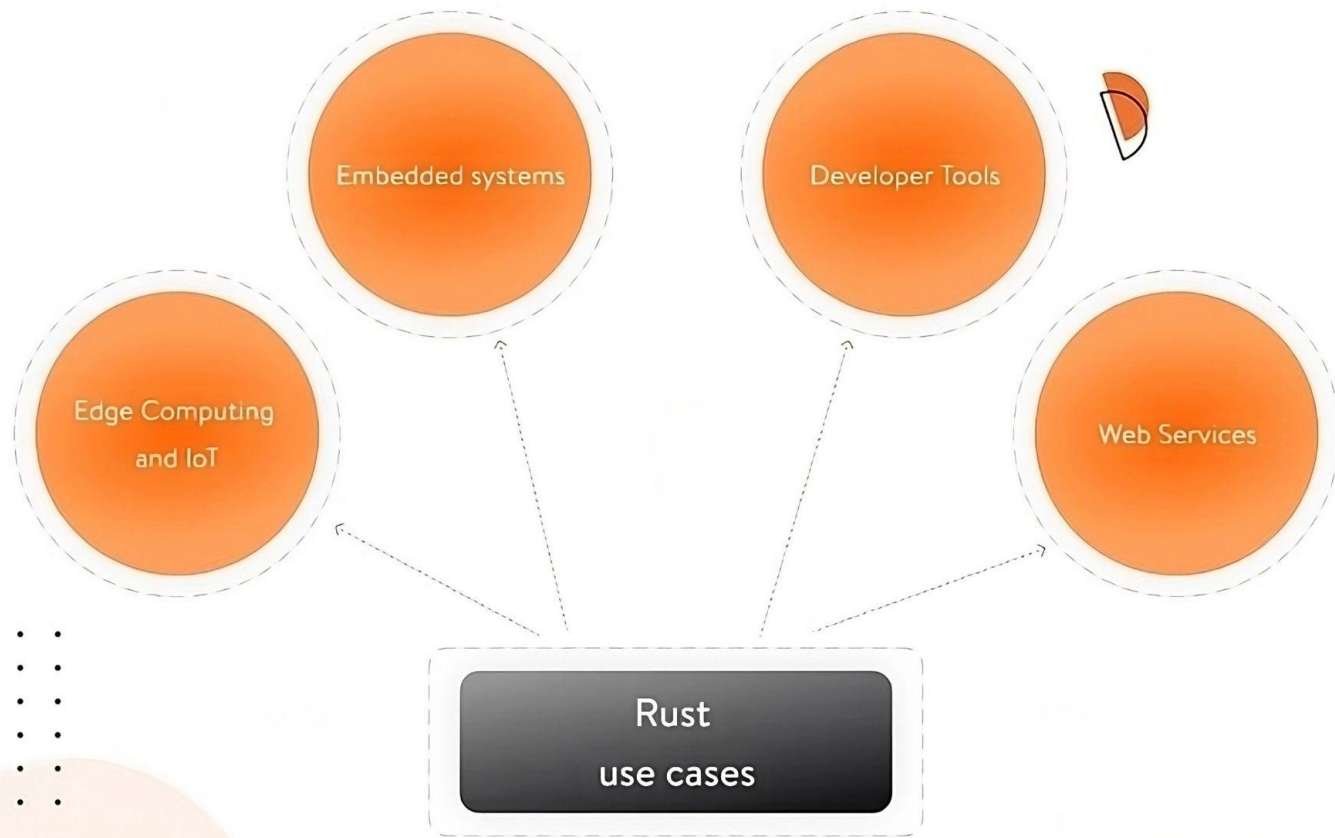 Embedded systems
Developer Tools
Edge Computing
and IoT
Web Services
Rust
use cases